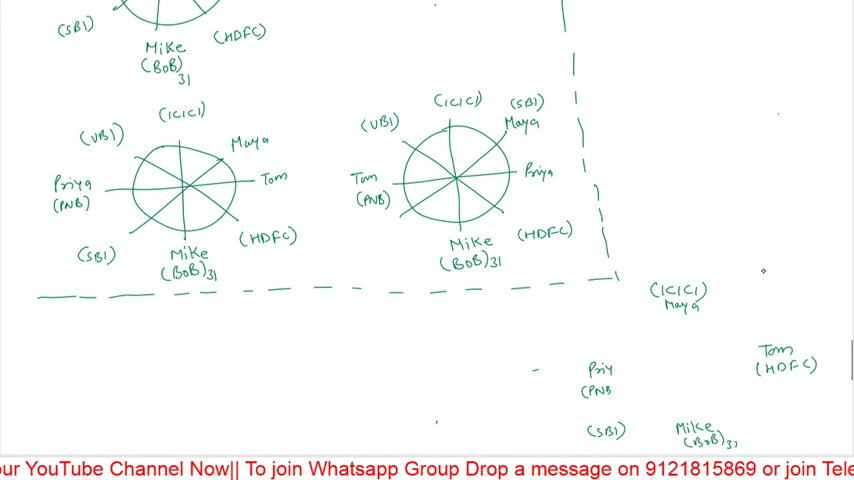 (SBI)
Mike
(BOB)
31
(HDFC)
(ICICI)
(UBI)
Maya
Priya
(PNB)
Tom
(SBI)
Mike
(BOB)31
(HDFC)
(ICICI)
(SBI)
Maya
(UBI)
Tom
(PNB)
Priya
Mike
(BOB)31
(HDFC)
(ICICI)
Maya
Tom
(HDFC)
Priy
(PNB
(SBI)
Mike
(BOB)31
our YouTube Channel Now|| To join Whatsapp Group Drop a message on 9121815869 or join Tele